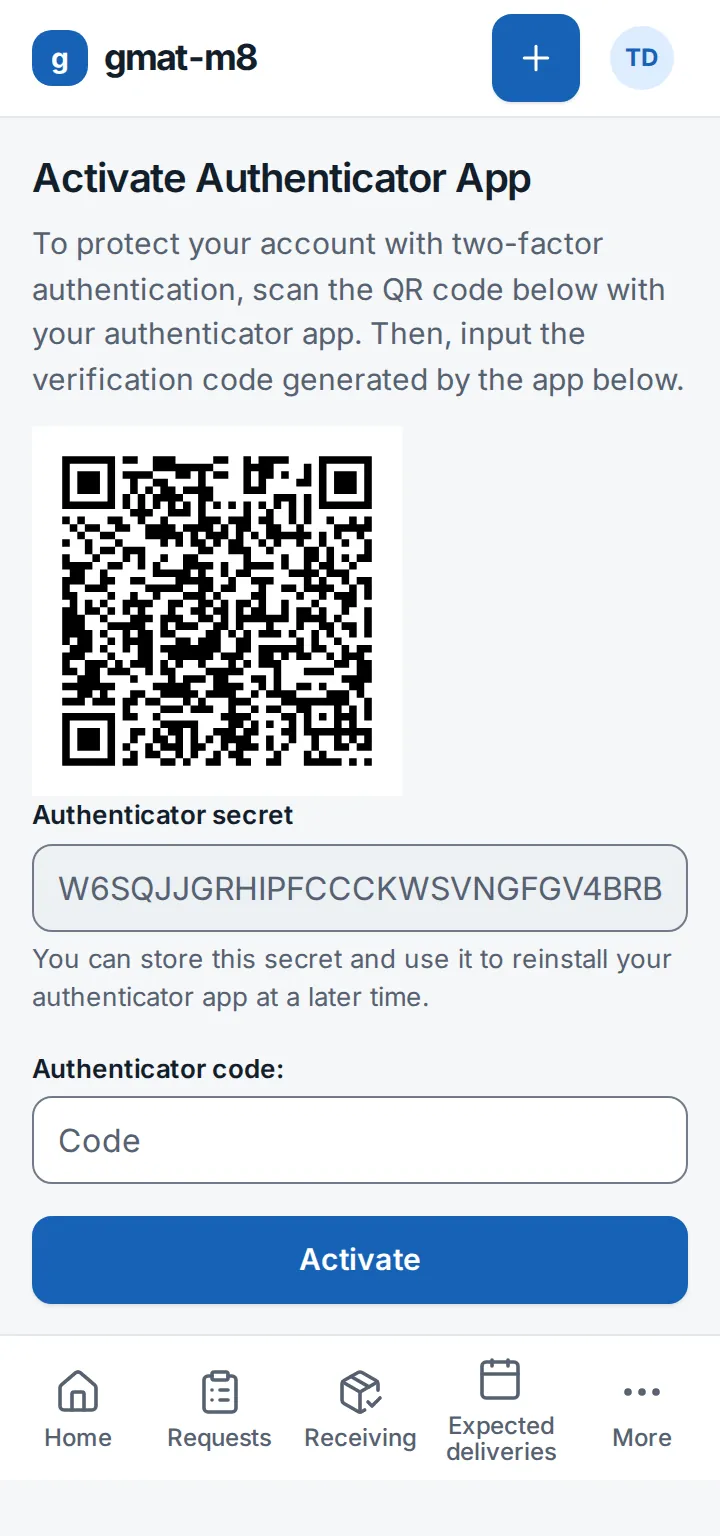 g gmat-m8 TD
Activate Authenticator App
To protect your account with two-factor
authentication, scan the QR code below with
your authenticator app. Then, input the
verification code generated by the app below.
Authenticator secret
W6SQJJGRHIPFCCCKWSVNGFGV4BRB
You can store this secret and use it to reinstall your
authenticator app at a later time.
Authenticator code:
Code
Activate
Home
Requests
Receiving
Expected
deliveries
More